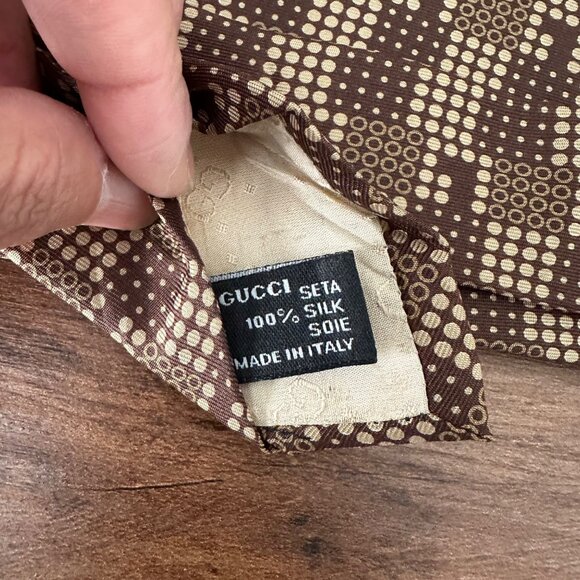 GUCCI SETA
100% SILK
SOIE
MADE IN ITALY